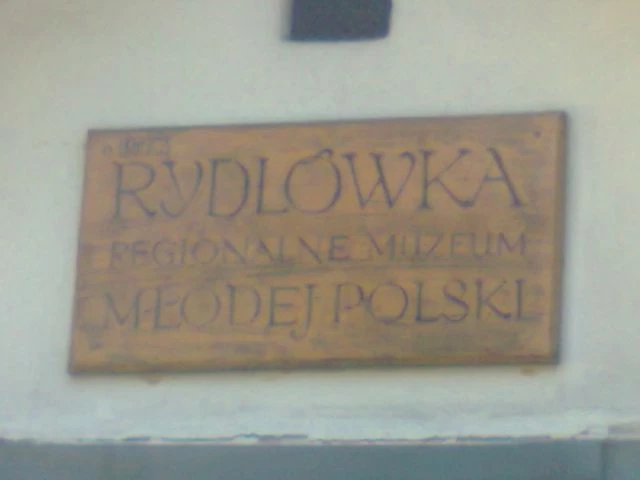 RYDLÓWKA
REGIONALNE MUZEUM
MŁODEJ POLSKI